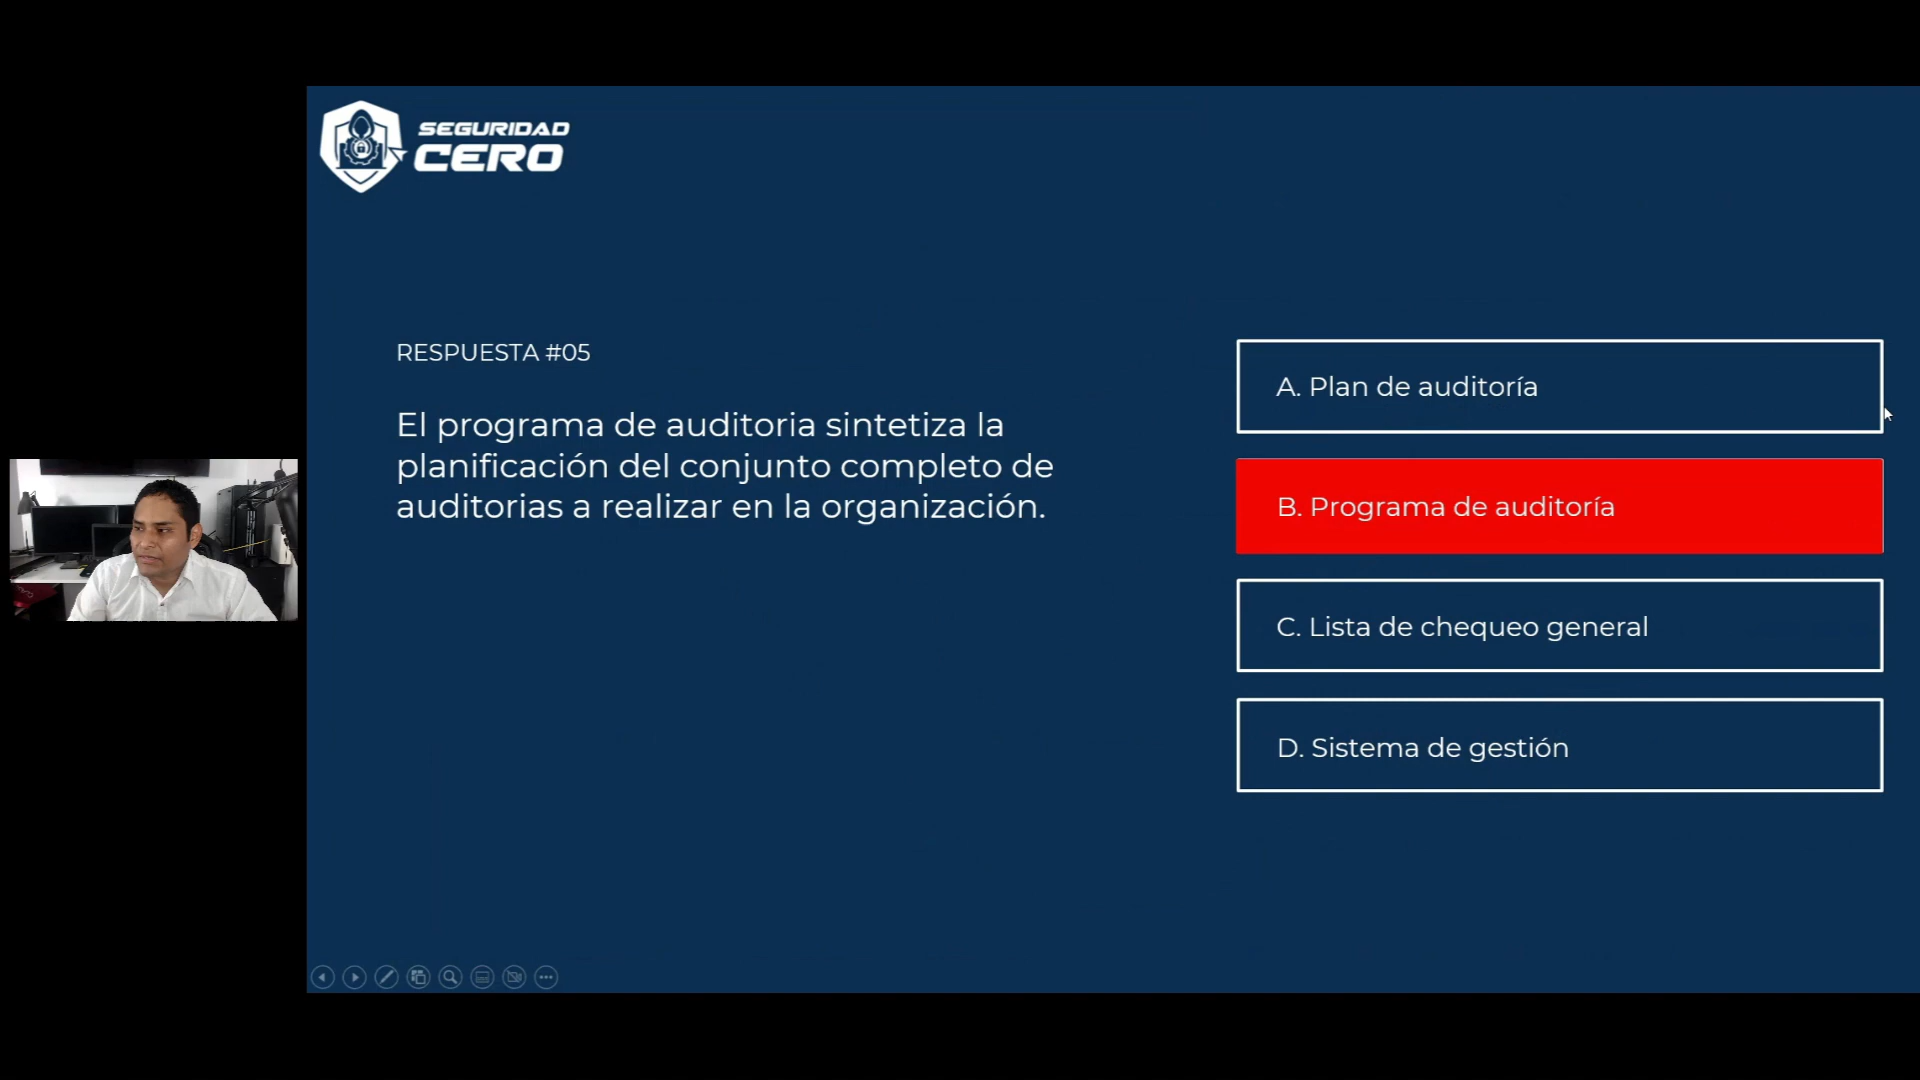 SEGURIDAD
CERO
RESPUESTA #05
El programa de auditoria sintetiza la
planificación del conjunto completo de
auditorias a realizar en la organización.
A. Plan de auditoría
B. Programa de auditoría
C. Lista de chequeo general
D. Sistema de gestión